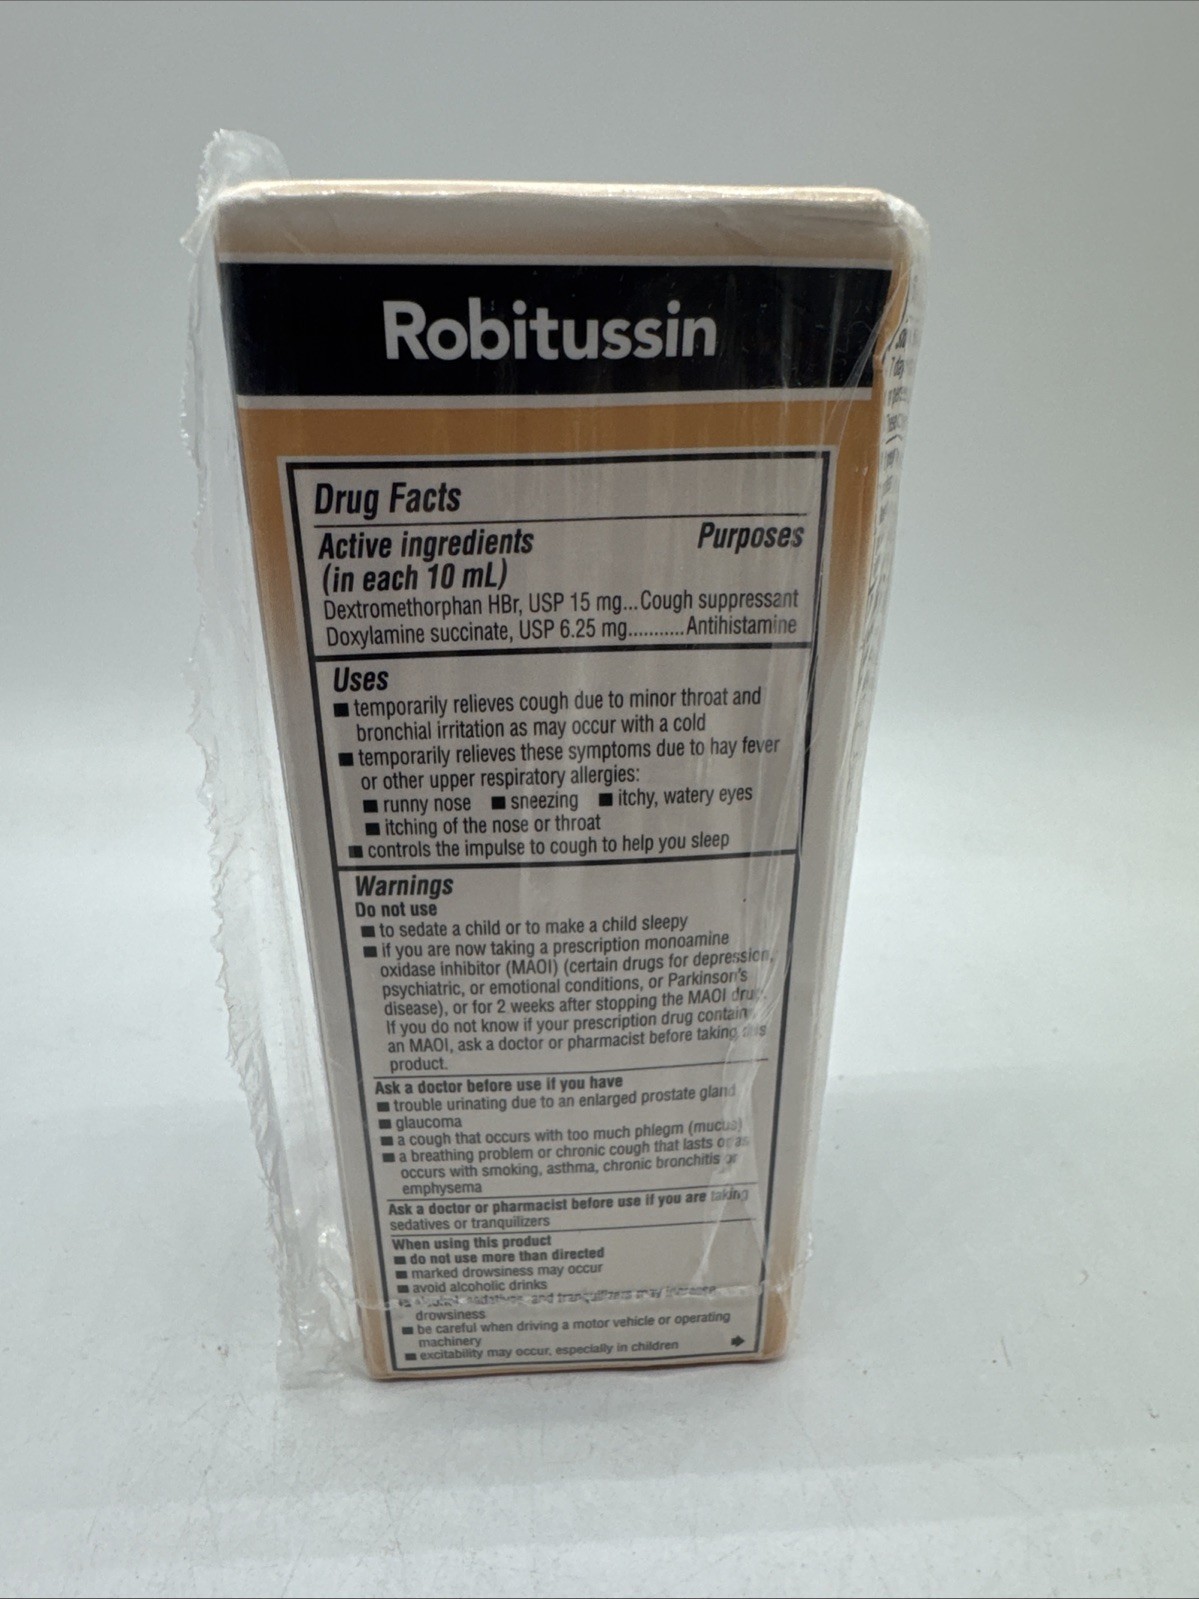 Robitussin
Drug Facts
Active ingredients Purposes
(in each 10 mL)
Dextromethorphan HBr, USP 15 mg...Cough suppressant
Doxylamine succinate, USP 6.25 mg...........Antihistamine
Uses
■ temporarily relieves cough due to minor throat and
bronchial irritation as may occur with a cold
■ temporarily relieves these symptoms due to hay fever
or other upper respiratory allergies:
■ runny nose ■ sneezing ■ itchy, watery eyes
■ itching of the nose or throat
■ controls the impulse to cough to help you sleep
Warnings
Do not use
■ to sedate a child or to make a child sleepy
■ if you are now taking a prescription monoamine
oxidase inhibitor (MAOI) (certain drugs for depression,
psychiatric, or emotional conditions, or Parkinson's
disease), or for 2 weeks after stopping the MAOI drug.
If you do not know if your prescription drug contains
an MAOI, ask a doctor or pharmacist before taking this
product.
Ask a doctor before use if you have
■ trouble urinating due to an enlarged prostate gland
■ glaucoma
■ a cough that occurs with too much phlegm (mucus)
■ a breathing problem or chronic cough that lasts or as
occurs with smoking, asthma, chronic bronchitis or
emphysema
Ask a doctor or pharmacist before use if you are taking
sedatives or tranquilizers
When using this product
■ do not use more than directed
■ marked drowsiness may occur
■ avoid alcoholic drinks
■ alcohol, sedatives, and tranquilizers may increase
drowsiness
■ be careful when driving a motor vehicle or operating
machinery
■ excitability may occur, especially in children